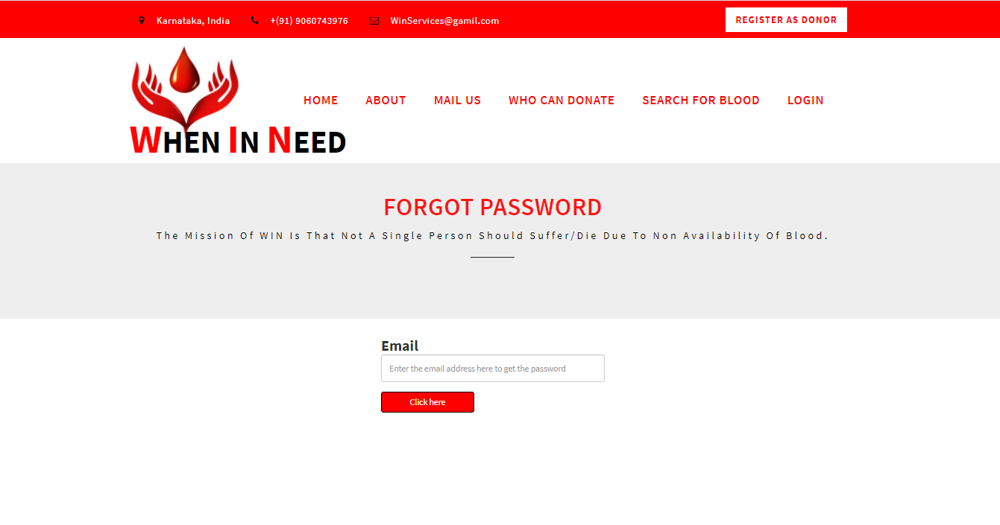 Karnataka, India +(91) 9060743976 WinServices@gamil.com REGISTER AS DONOR
HOME ABOUT MAIL US WHO CAN DONATE SEARCH FOR BLOOD LOGIN
WHEN IN NEED
FORGOT PASSWORD
The Mission Of WIN Is That Not A Single Person Should Suffer/Die Due To Non Availability Of Blood.
Email
Enter the email address here to get the password
Click here